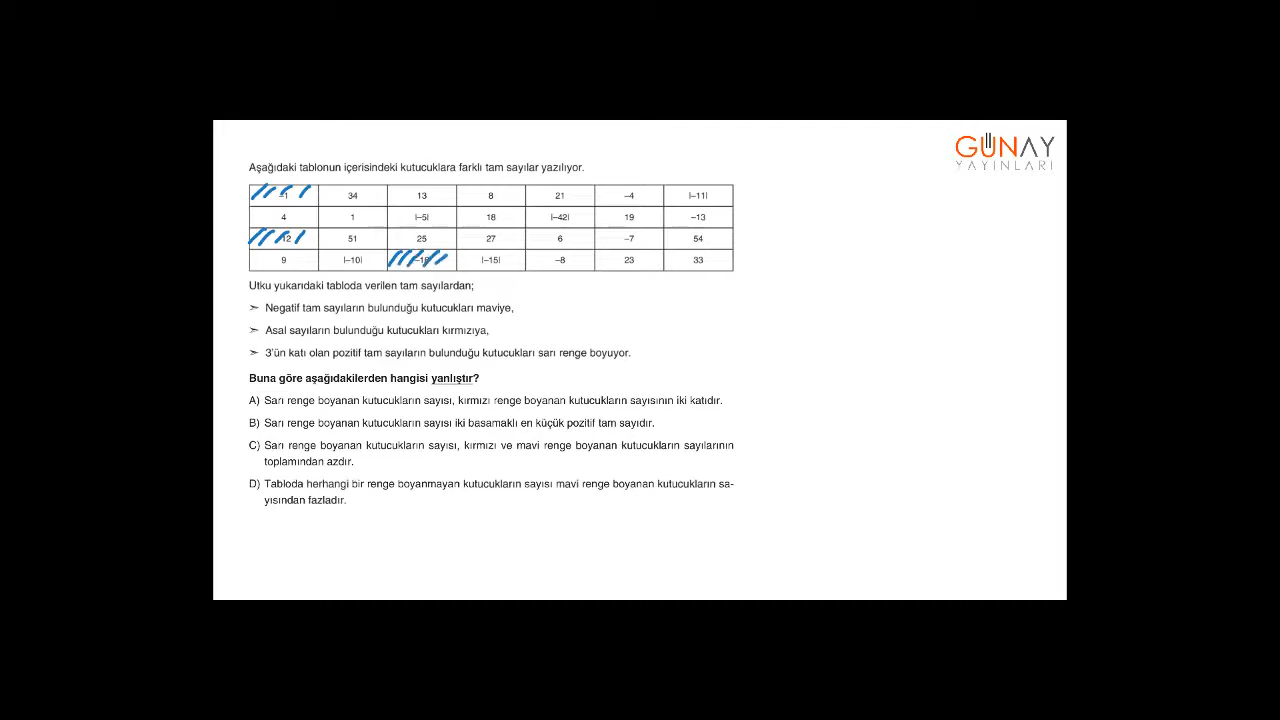 GÜNAY
YAYINLARI
Aşağıdaki tablonun içerisindeki kutucuklara farklı tam sayılar yazılıyor.
–1 34 13 8 21 –4 |–11|
4 1 |–5| 18 |–42| 19 –13
12 51 25 27 6 –7 54
9 |–10| |–15| –8 23 33
Utku yukarıdaki tabloda verilen tam sayılardan;
➣ Negatif tam sayıların bulunduğu kutucukları maviye,
➣ Asal sayıların bulunduğu kutucukları kırmızıya,
➣ 3'ün katı olan pozitif tam sayıların bulunduğu kutucukları sarı renge boyuyor.
Buna göre aşağıdakilerden hangisi yanlıştır?
A) Sarı renge boyanan kutucukların sayısı, kırmızı renge boyanan kutucukların sayısının iki katıdır.
B) Sarı renge boyanan kutucukların sayısı iki basamaklı en küçük pozitif tam sayıdır.
C) Sarı renge boyanan kutucukların sayısı, kırmızı ve mavi renge boyanan kutucukların sayılarının
toplamından azdır.
D) Tabloda herhangi bir renge boyanmayan kutucukların sayısı mavi renge boyanan kutucukların sa-
yısından fazladır.